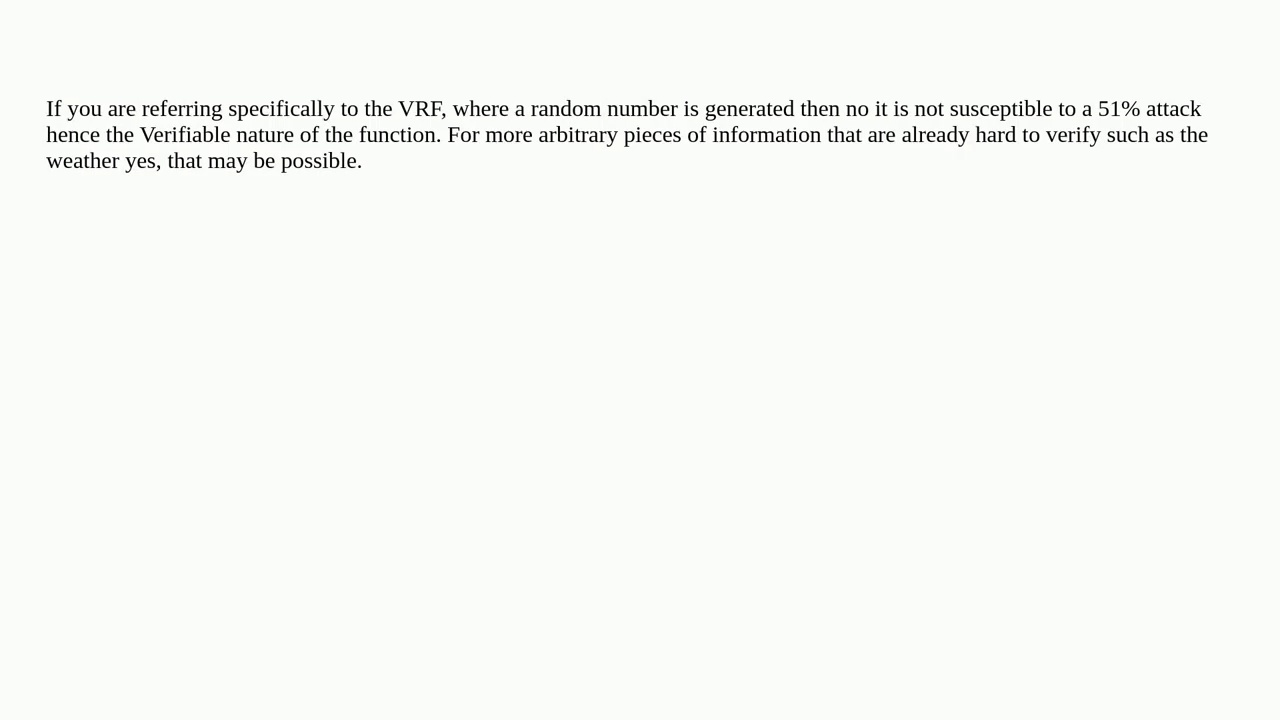 If you are referring specifically to the VRF, where a random number is generated then no it is not susceptible to a 51% attack
hence the Verifiable nature of the function. For more arbitrary pieces of information that are already hard to verify such as the
weather yes, that may be possible.